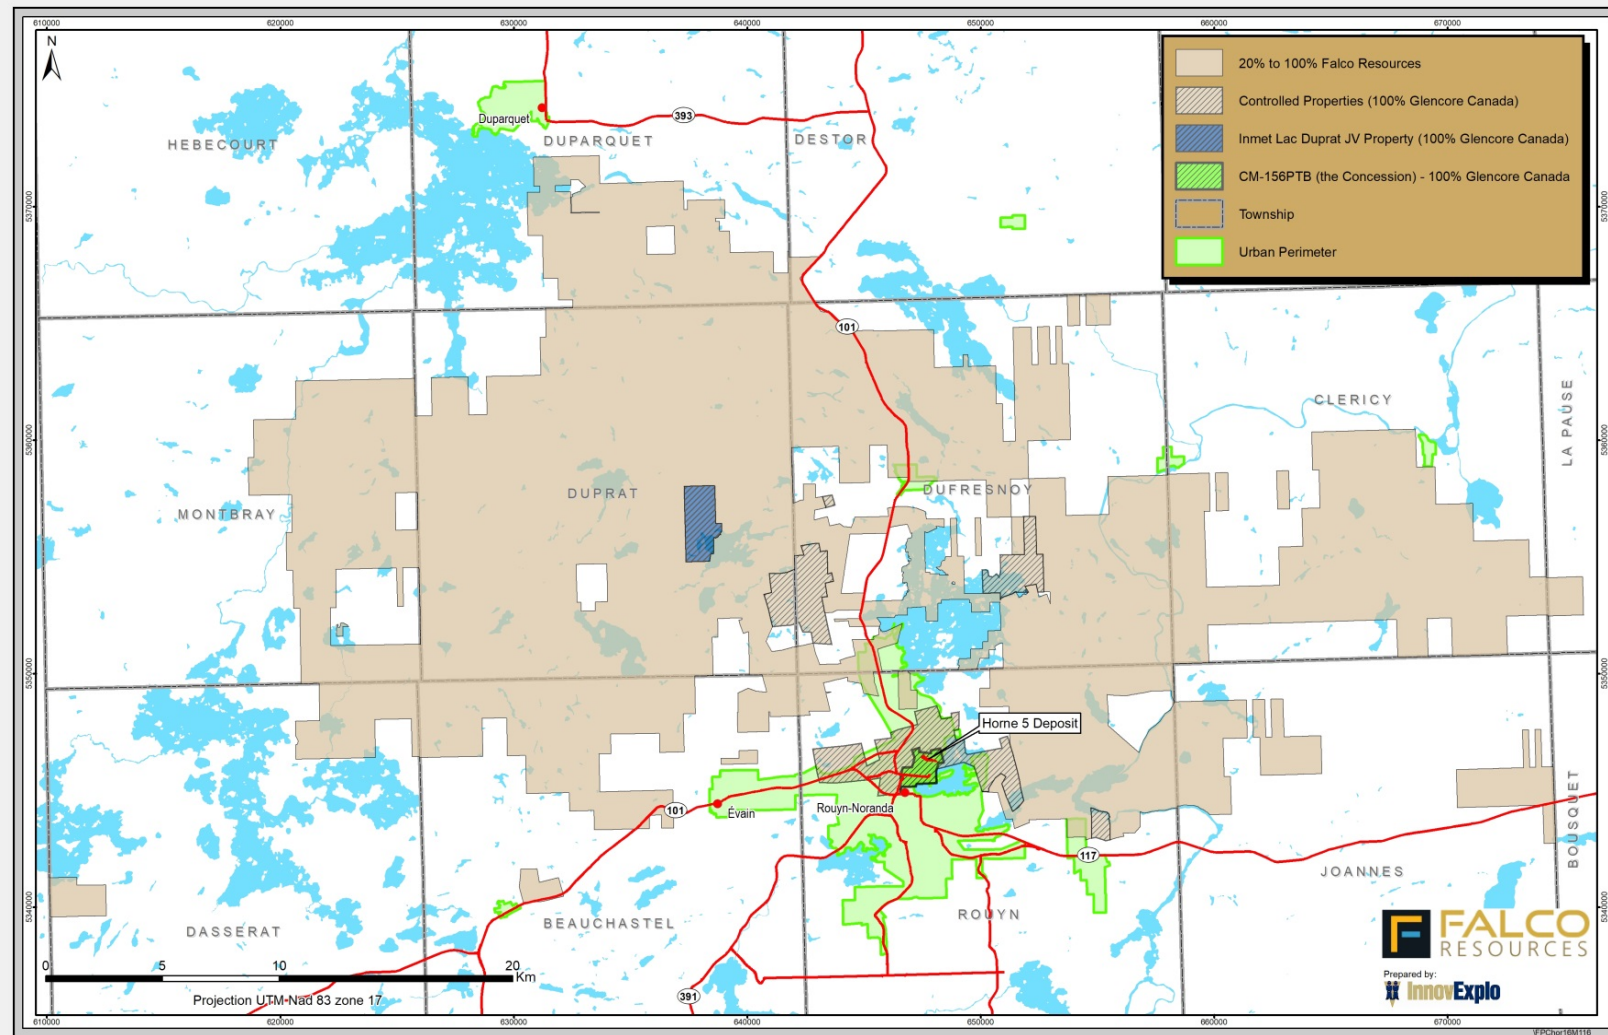 610000
620000
630000
640000
650000
660000
670000
N
20% to 100% Falco Resources
Controlled Properties (100% Glencore Canada)
Inmet Lac Duprat JV Property (100% Glencore Canada)
CM-156PTB (the Concession) - 100% Glencore Canada
Township
Urban Perimeter
Duparquet
393
HEBECOURT
DUPARQUET
DESTOR
5370000
5370000
101
CLERICY
LA PAUSE
5360000
5360000
DUPRAT
DUFRESNOY
MONTBRAY
5350000
5350000
Horne 5 Deposit
101
Évain
Rouyn-Noranda
BOUSQUET
117
JOANNES
5340000
5340000
DASSERAT
BEAUCHASTEL
ROUYN
FALCO
RESOURCES
0
5
10
20
Km
Prepared by:
InnovExplo
Projection UTM-Nad 83 zone 17
391
610000
620000
630000
640000
650000
660000
670000
\FPChor16M116